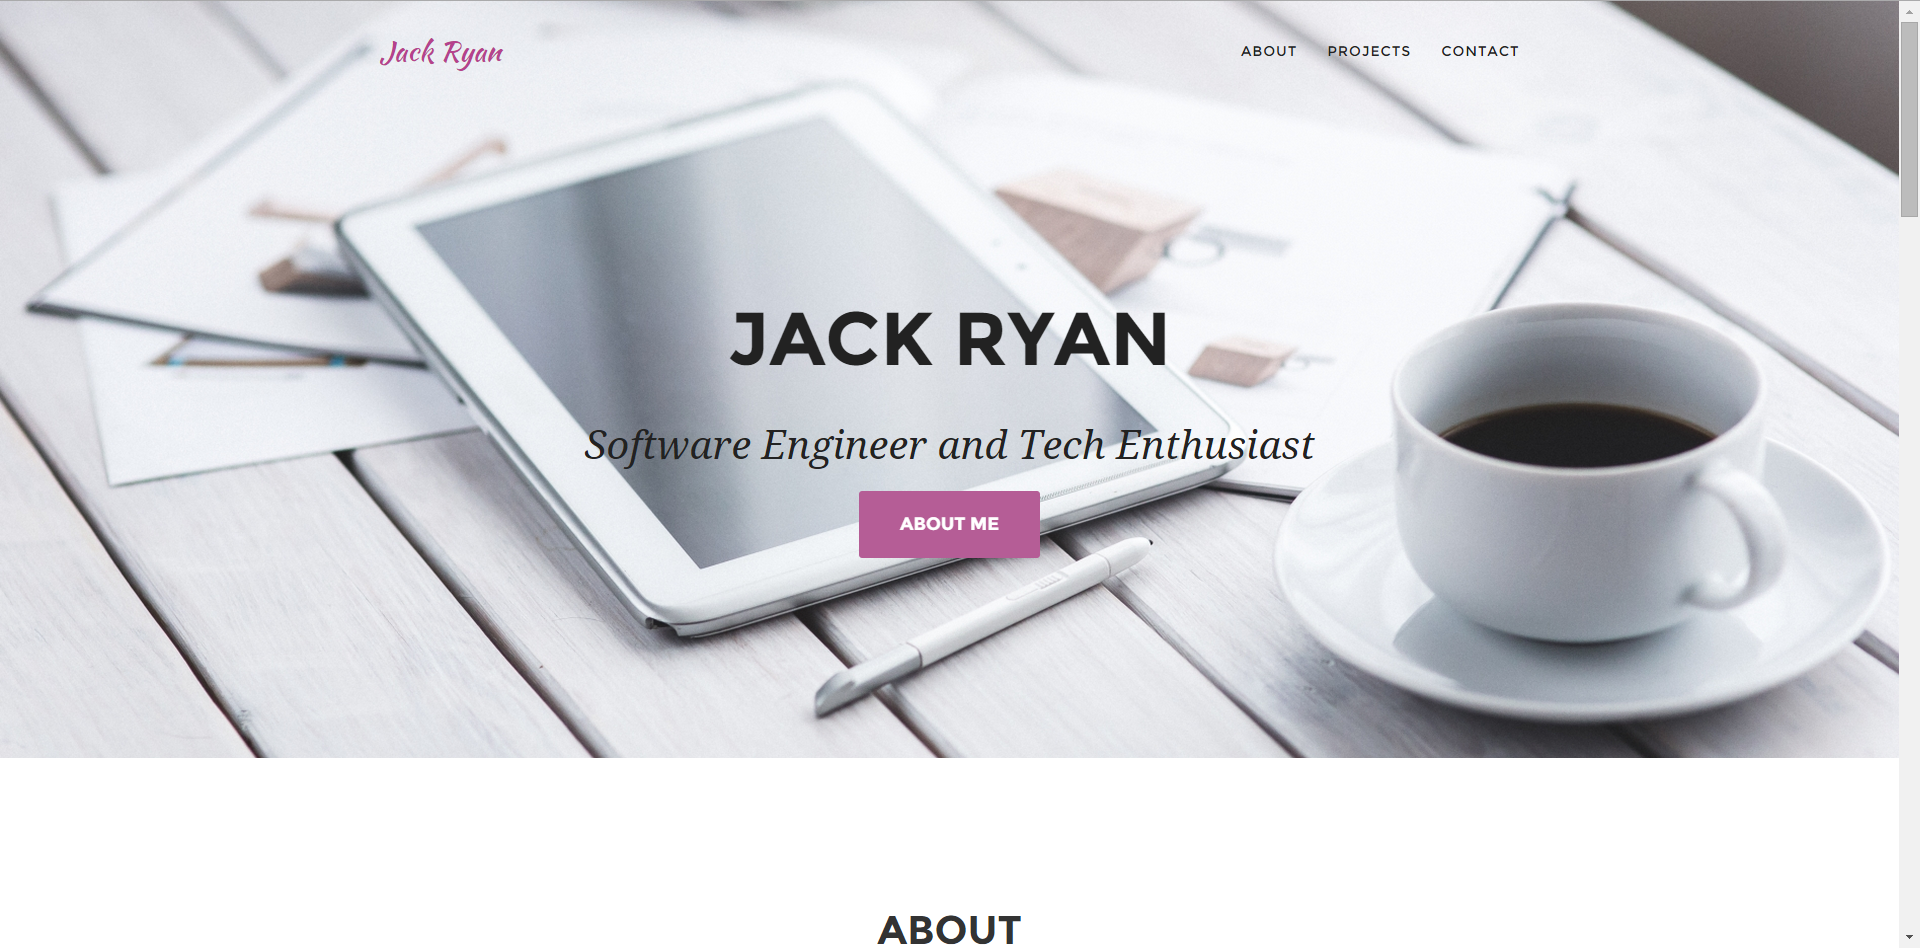 Jack Ryan
ABOUT PROJECTS CONTACT
JACK RYAN
Software Engineer and Tech Enthusiast
ABOUT ME
ABOUT